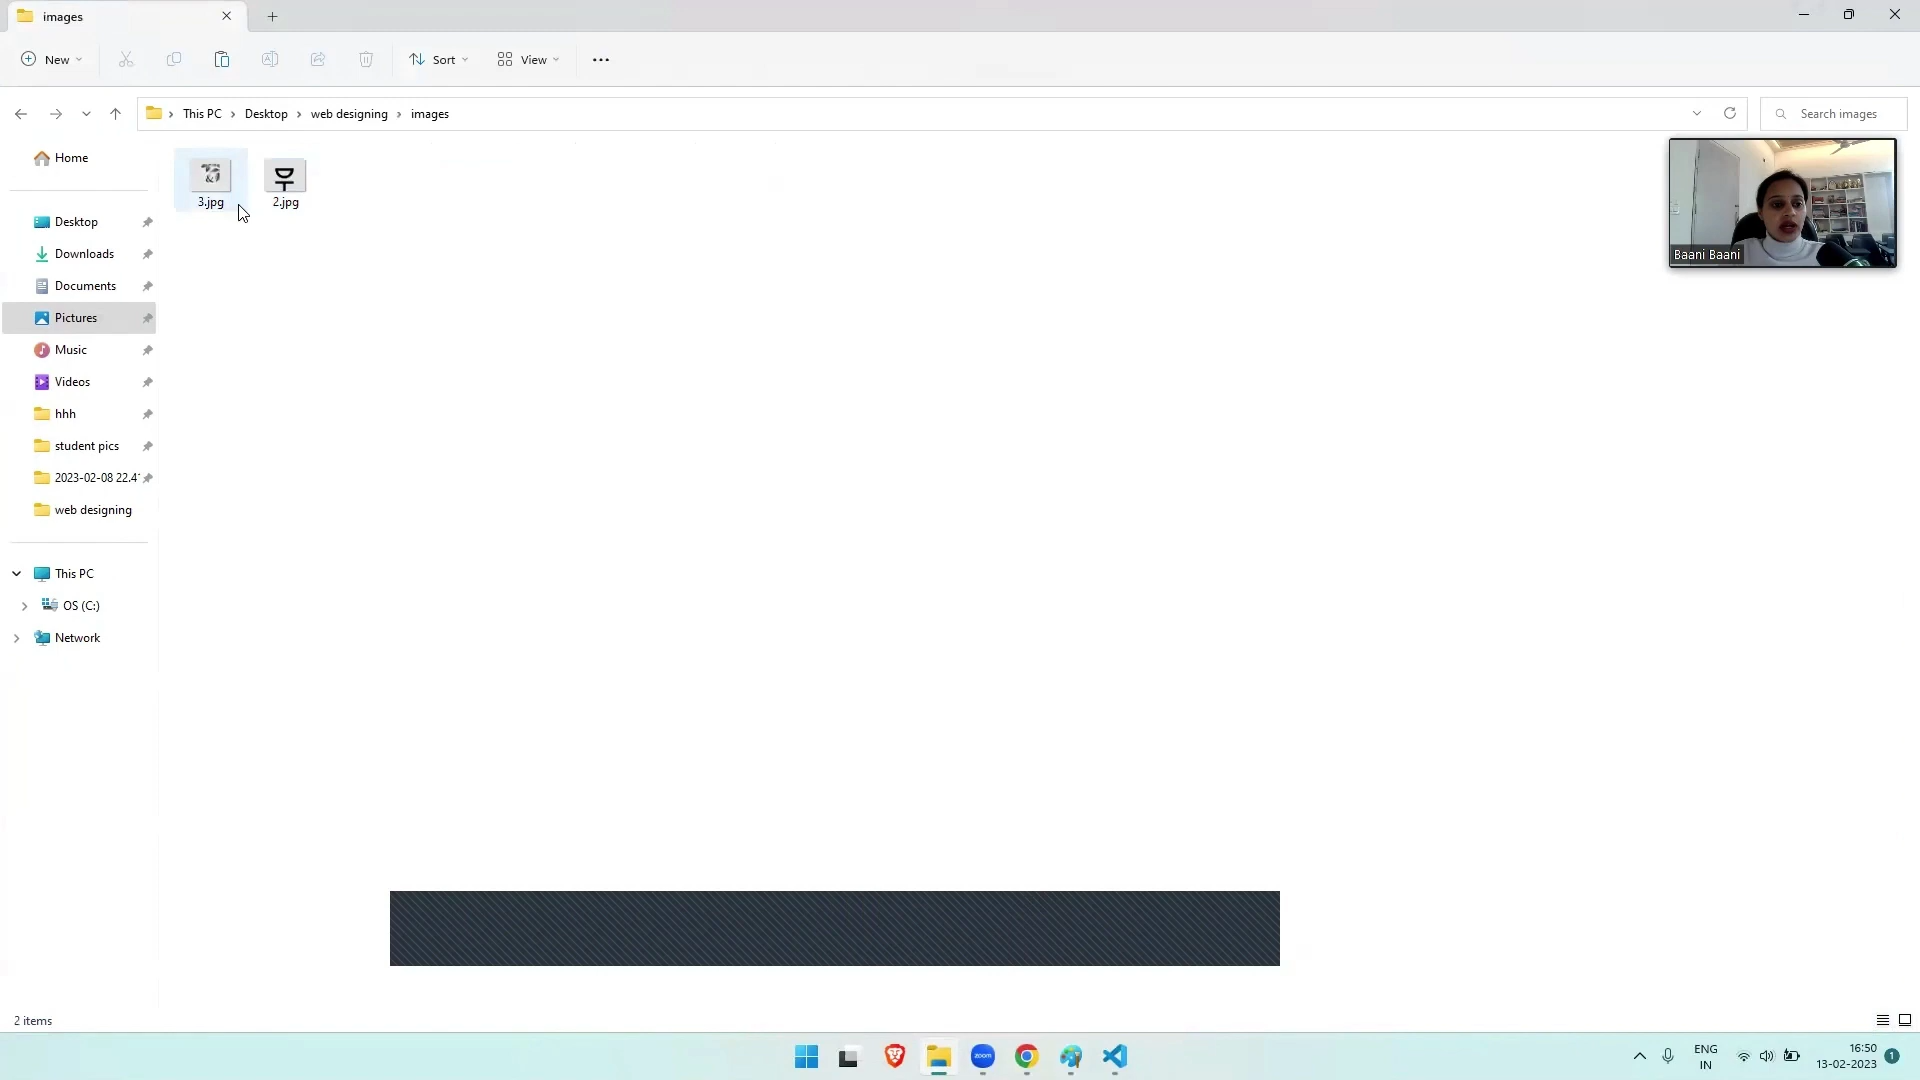 images
New
Sort
View
This PC
Desktop
web designing
images
Search images
Home
3.jpg
2.jpg
Baani Baani
Desktop
Downloads
Documents
Pictures
Music
Videos
hhh
student pics
2023-02-08 22.4
web designing
This PC
OS (C:)
Network
2 items
zoom
ENG
IN
16:50
13-02-2023
1